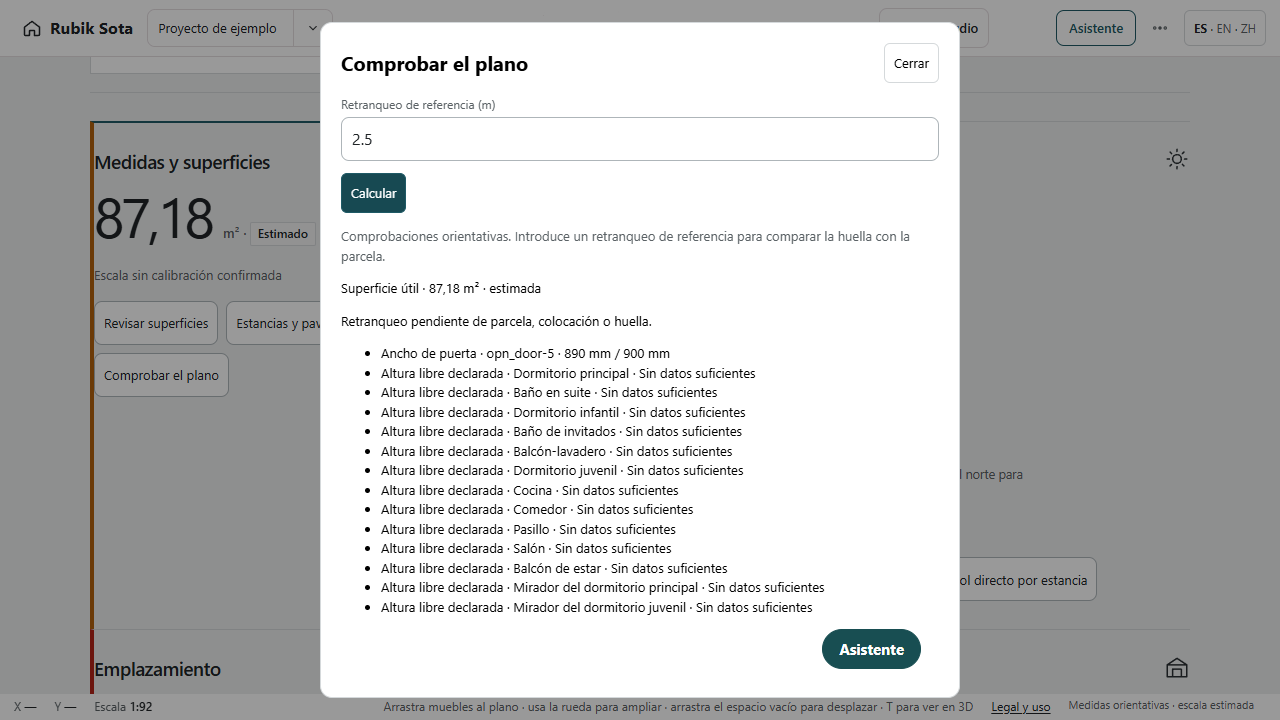 Rubik Sota
Proyecto de ejemplo
dio
Asistente
ES · EN · ZH
Comprobar el plano
Cerrar
Retranqueo de referencia (m)
2.5
Calcular
Comprobaciones orientativas. Introduce un retranqueo de referencia para comparar la huella con la
parcela.
Superficie útil · 87,18 m² · estimada
Retranqueo pendiente de parcela, colocación o huella.
Ancho de puerta · opn_door-5 · 890 mm / 900 mm
Altura libre declarada · Dormitorio principal · Sin datos suficientes
Altura libre declarada · Baño en suite · Sin datos suficientes
Altura libre declarada · Dormitorio infantil · Sin datos suficientes
Altura libre declarada · Baño de invitados · Sin datos suficientes
Altura libre declarada · Balcón-lavadero · Sin datos suficientes
Altura libre declarada · Dormitorio juvenil · Sin datos suficientes
Altura libre declarada · Cocina · Sin datos suficientes
Altura libre declarada · Comedor · Sin datos suficientes
Altura libre declarada · Pasillo · Sin datos suficientes
Altura libre declarada · Salón · Sin datos suficientes
Altura libre declarada · Balcón de estar · Sin datos suficientes
Altura libre declarada · Mirador del dormitorio principal · Sin datos suficientes
Altura libre declarada · Mirador del dormitorio juvenil · Sin datos suficientes
Asistente
Medidas y superficies
87,18 m² · Estimado
Escala sin calibración confirmada
Revisar superficies
Estancias y pav
Comprobar el plano
l norte para
ol directo por estancia
Emplazamiento
X —
Y —
Escala 1:92
Arrastra muebles al plano · usa la rueda para ampliar · arrastra el espacio vacío para desplazar · T para ver en 3D
Legal y uso
Medidas orientativas · escala estimada